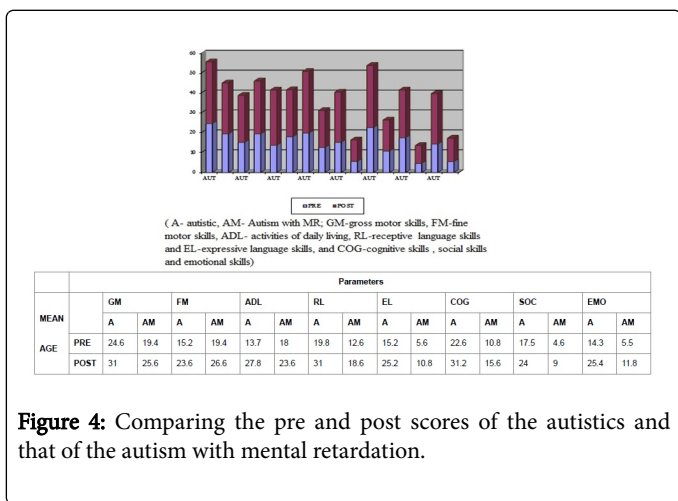 60
50
40
30
20
10
0
AUT AUT AUT AUT AUT AUT AUT AUT
PRE POST
( A- autistic, AM- Autism with MR; GM-gross motor skills, FM-fine
motor skills, ADL- activities of daily living, RL-receptive language skills
and EL-expressive language skills, and COG-cognitive skills , social skills
and emotional skills)
Parameters
GM FM ADL RL EL COG SOC EMO
MEAN AGE A AM A AM A AM A AM A AM A AM A AM A AM
PRE 24.6 19.4 15.2 19.4 13.7 18 19.8 12.6 15.2 5.6 22.6 10.8 17.5 4.6 14.3 5.5
POST 31 25.6 23.6 26.6 27.8 23.6 31 18.6 25.2 10.8 31.2 15.6 24 9 25.4 11.8
Figure 4: Comparing the pre and post scores of the autistics and
that of the autism with mental retardation.